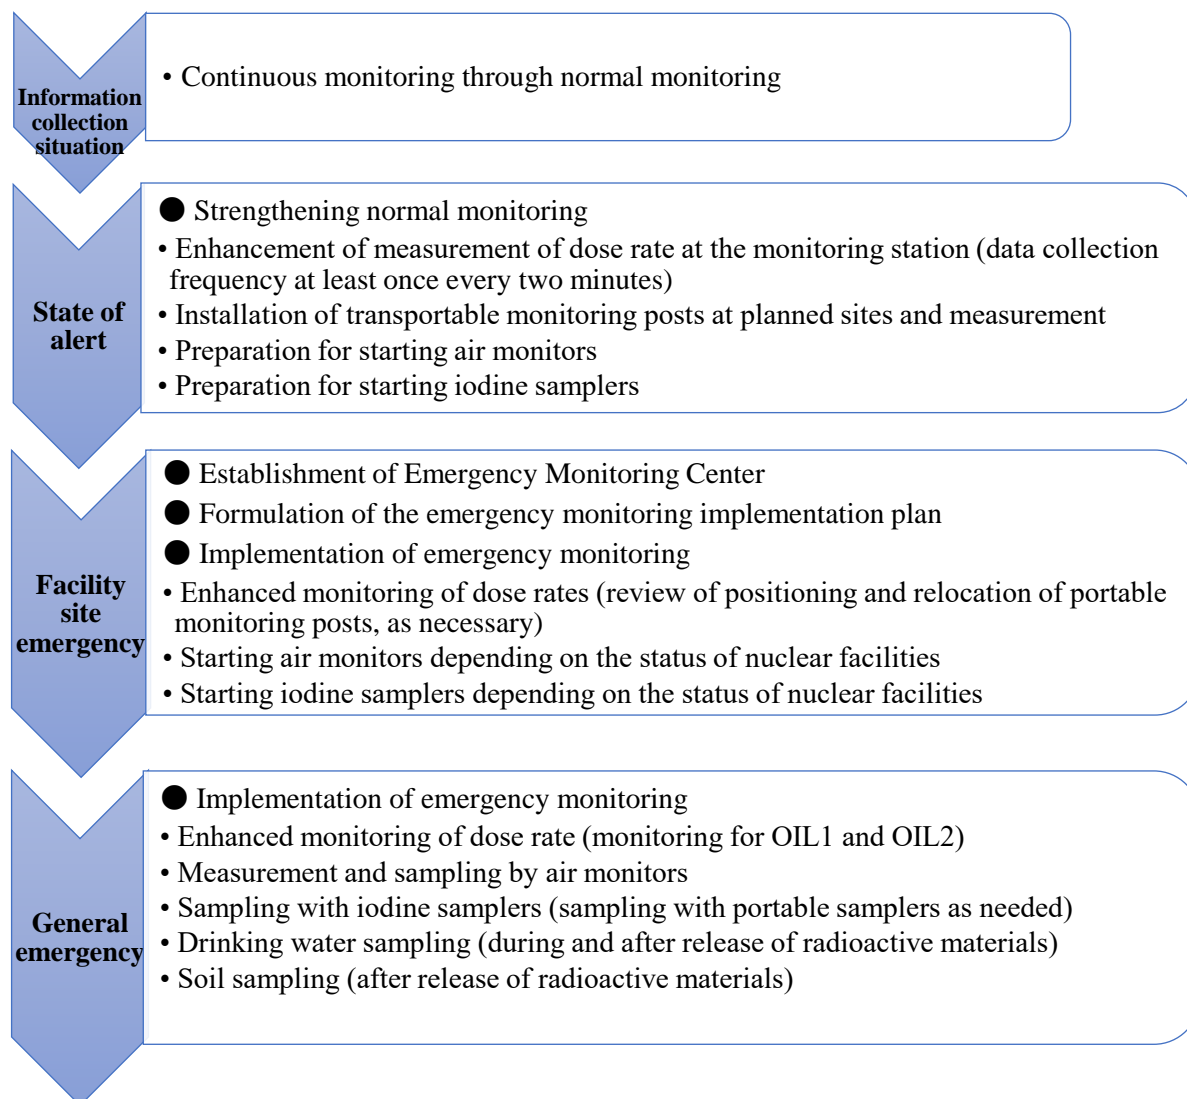 Information
collection
situation
• Continuous monitoring through normal monitoring
State of
alert
● Strengthening normal monitoring
• Enhancement of measurement of dose rate at the monitoring station (data collection
frequency at least once every two minutes)
• Installation of transportable monitoring posts at planned sites and measurement
• Preparation for starting air monitors
• Preparation for starting iodine samplers
Facility
site
emergency
● Establishment of Emergency Monitoring Center
● Formulation of the emergency monitoring implementation plan
● Implementation of emergency monitoring
• Enhanced monitoring of dose rates (review of positioning and relocation of portable
monitoring posts, as necessary)
• Starting air monitors depending on the status of nuclear facilities
• Starting iodine samplers depending on the status of nuclear facilities
General
emergency
● Implementation of emergency monitoring
• Enhanced monitoring of dose rate (monitoring for OIL1 and OIL2)
• Measurement and sampling by air monitors
• Sampling with iodine samplers (sampling with portable samplers as needed)
• Drinking water sampling (during and after release of radioactive materials)
• Soil sampling (after release of radioactive materials)